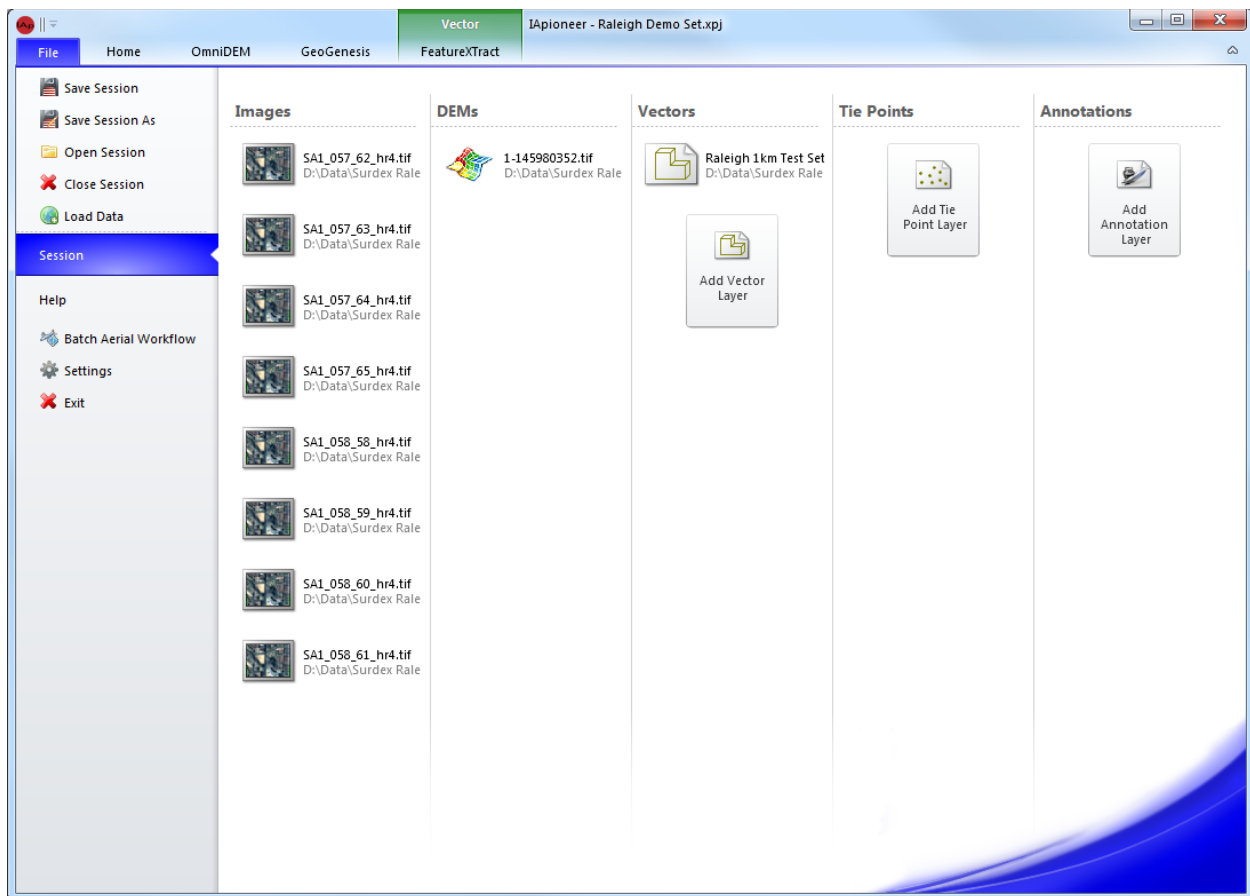 IAp
Vector
IApioneer - Raleigh Demo Set.xpj
File
Home
OmniDEM
GeoGenesis
FeatureXTract
Save Session
Save Session As
Open Session
Close Session
Load Data
Session
Help
Batch Aerial Workflow
Settings
Exit
Images
SA1_057_62_hr4.tif
D:\Data\Surdex Rale
SA1_057_63_hr4.tif
D:\Data\Surdex Rale
SA1_057_64_hr4.tif
D:\Data\Surdex Rale
SA1_057_65_hr4.tif
D:\Data\Surdex Rale
SA1_058_58_hr4.tif
D:\Data\Surdex Rale
SA1_058_59_hr4.tif
D:\Data\Surdex Rale
SA1_058_60_hr4.tif
D:\Data\Surdex Rale
SA1_058_61_hr4.tif
D:\Data\Surdex Rale
DEMs
1-145980352.tif
D:\Data\Surdex Rale
Vectors
Raleigh 1km Test Set
D:\Data\Surdex Rale
Add Vector
Layer
Tie Points
Add Tie
Point Layer
Annotations
Add
Annotation
Layer